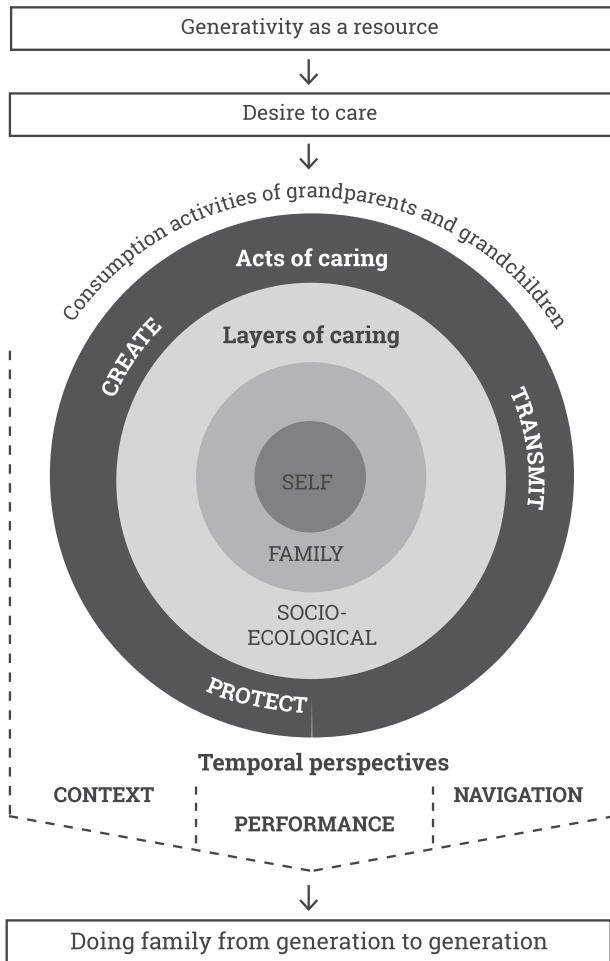 Generativity as a resource
Desire to care
Consumption activities of grandparents and grandchildren
Acts of caring
CREATE
TRANSMIT
PROTECT
Layers of caring
SELF
FAMILY
SOCIO-
ECOLOGICAL
Temporal perspectives
CONTEXT
PERFORMANCE
NAVIGATION
Doing family from generation to generation